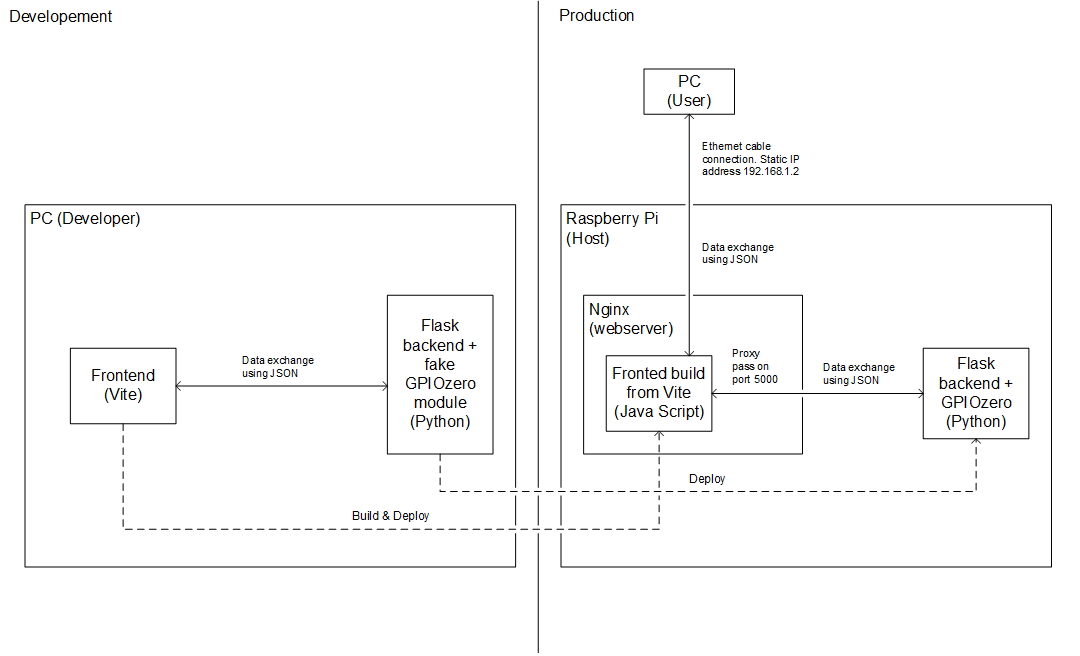 Developement
Production
PC
(User)
Ethernet cable
connection. Static IP
address 192.168.1.2
PC (Developer)
Raspberry Pi
(Host)
Data exchange
using JSON
Nginx
(webserver)
Frontend
(Vite)
Data exchange
using JSON
Flask
backend +
fake
GPIOzero
module
(Python)
Fronted build
from Vite
(Java Script)
Proxy
pass on
port 5000
Data exchange
using JSON
Flask
backend +
GPIOzero
(Python)
Deploy
Build & Deploy